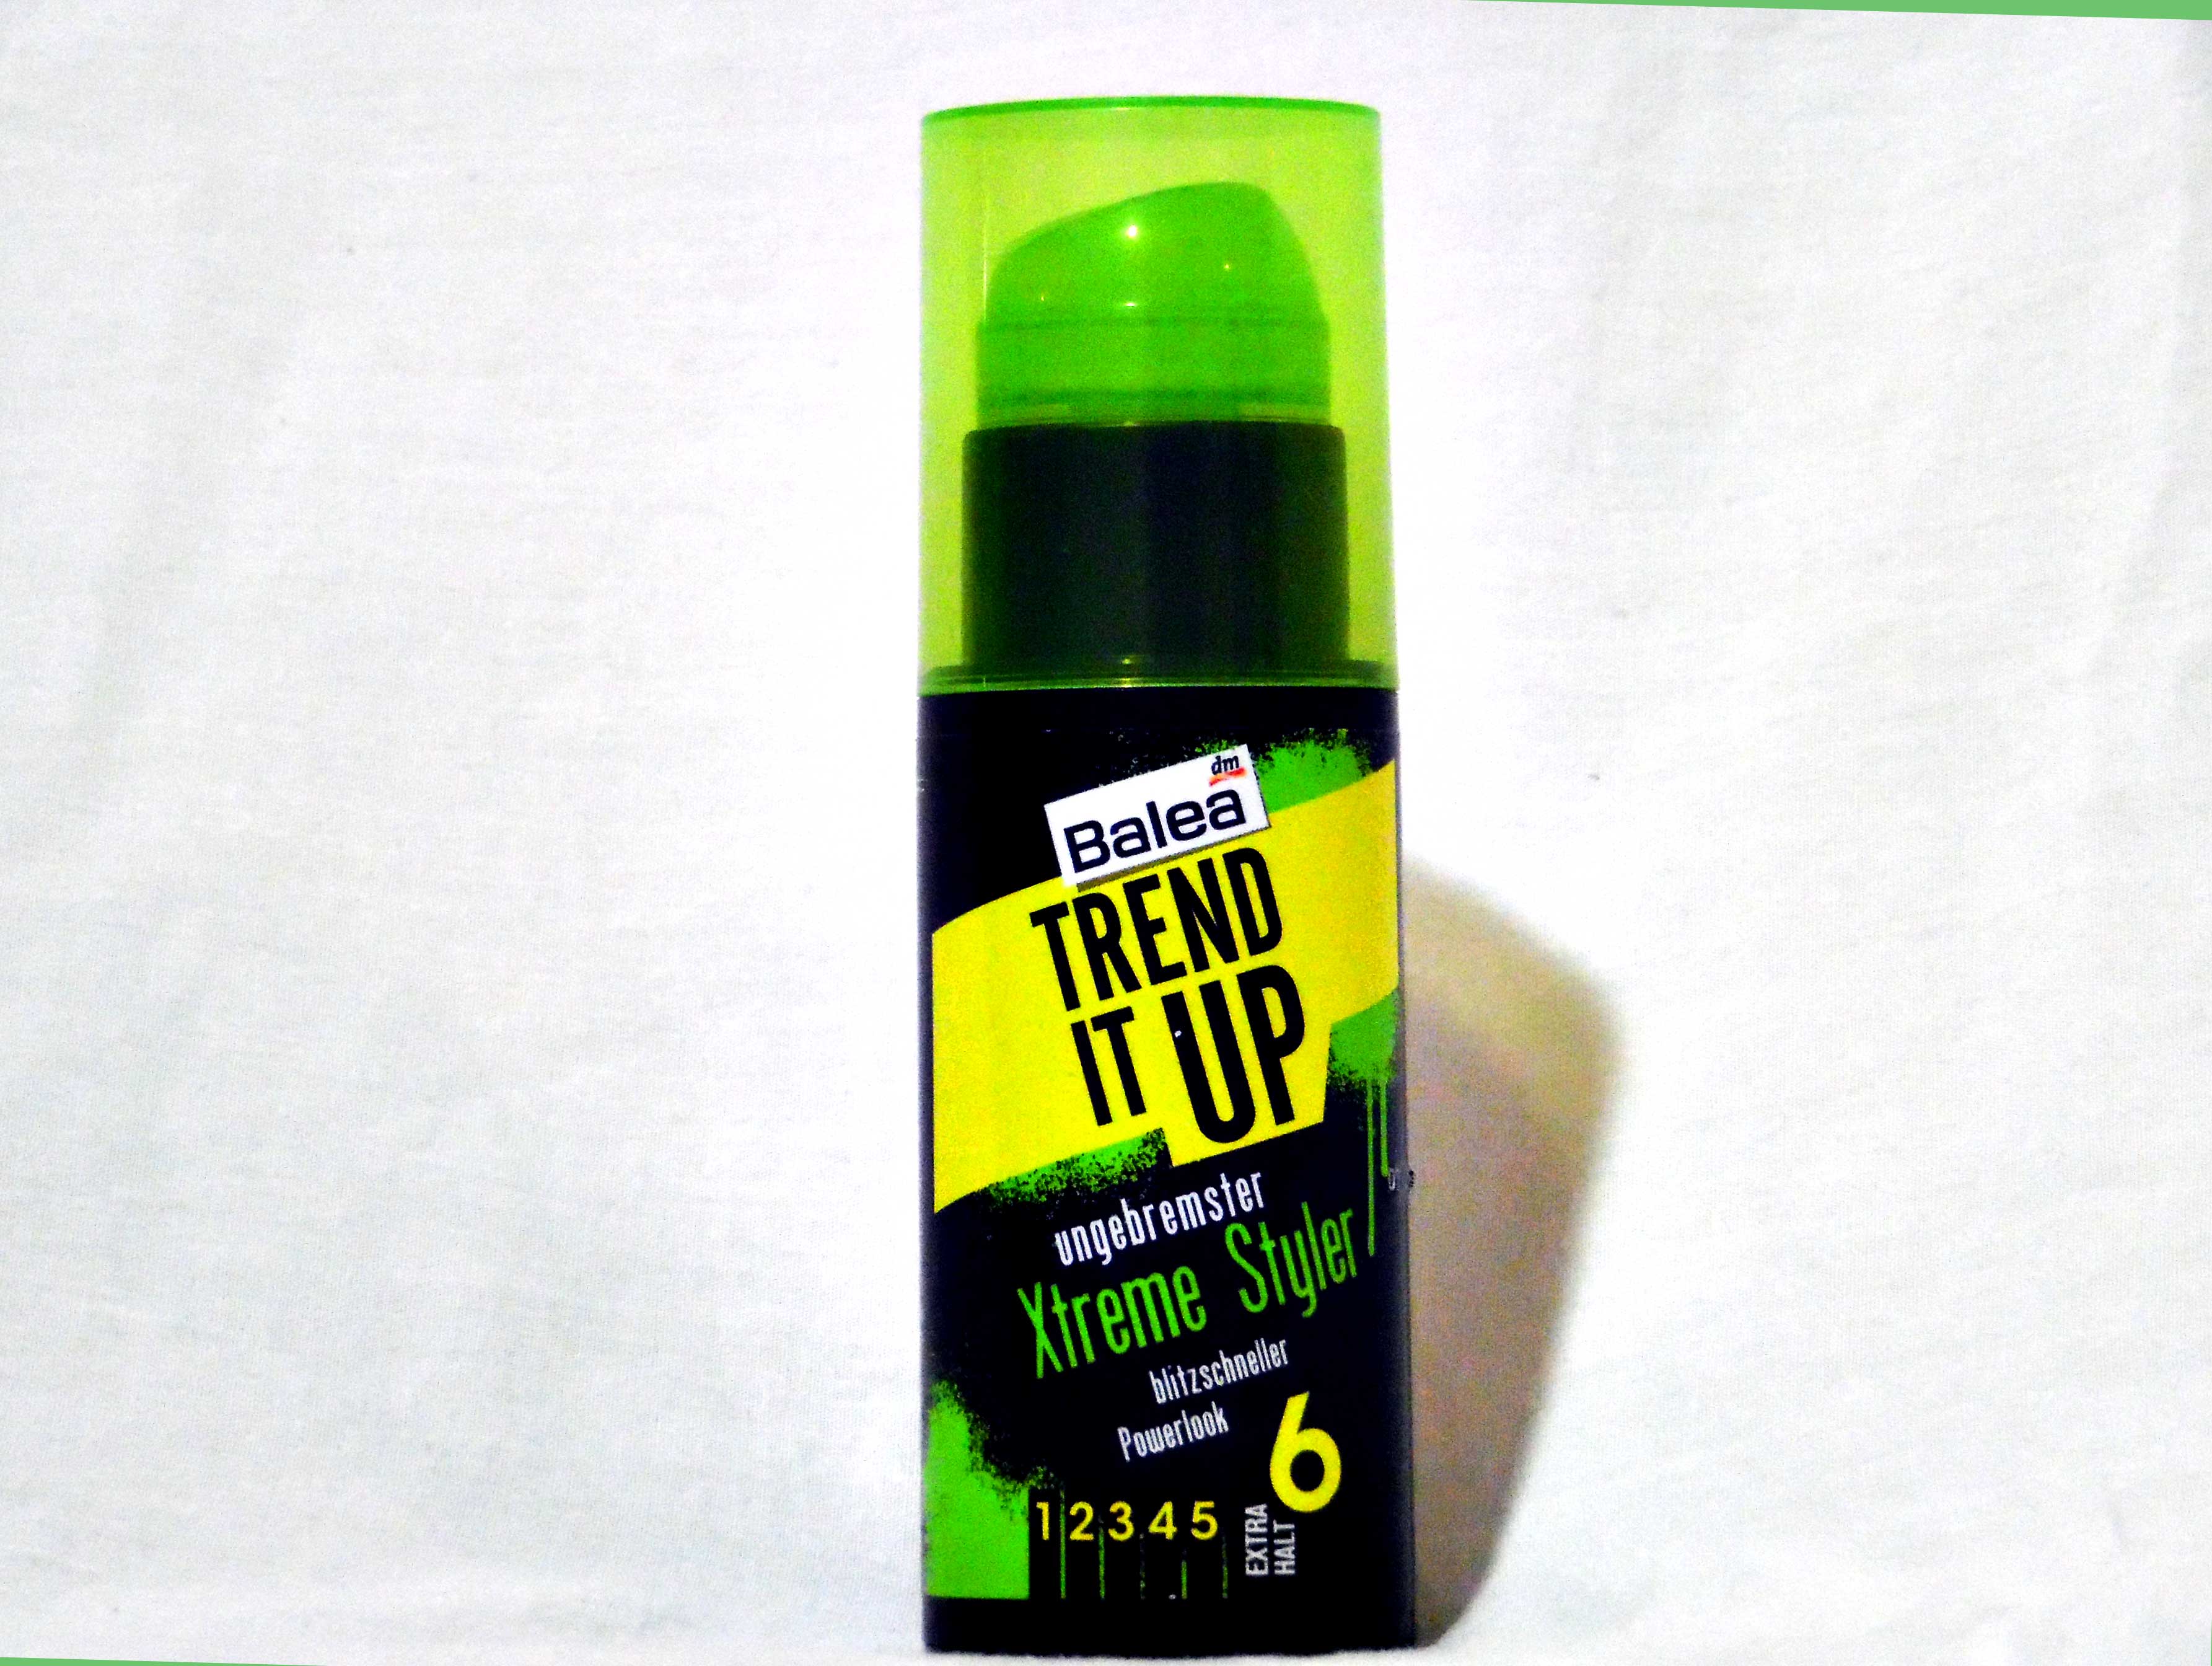 dm
Balea
TREND
IT UP
ungebremster
Xtreme Styler
blitzschneller
Powerlook
1 2 3 4 5 6
EXTRA
HALT